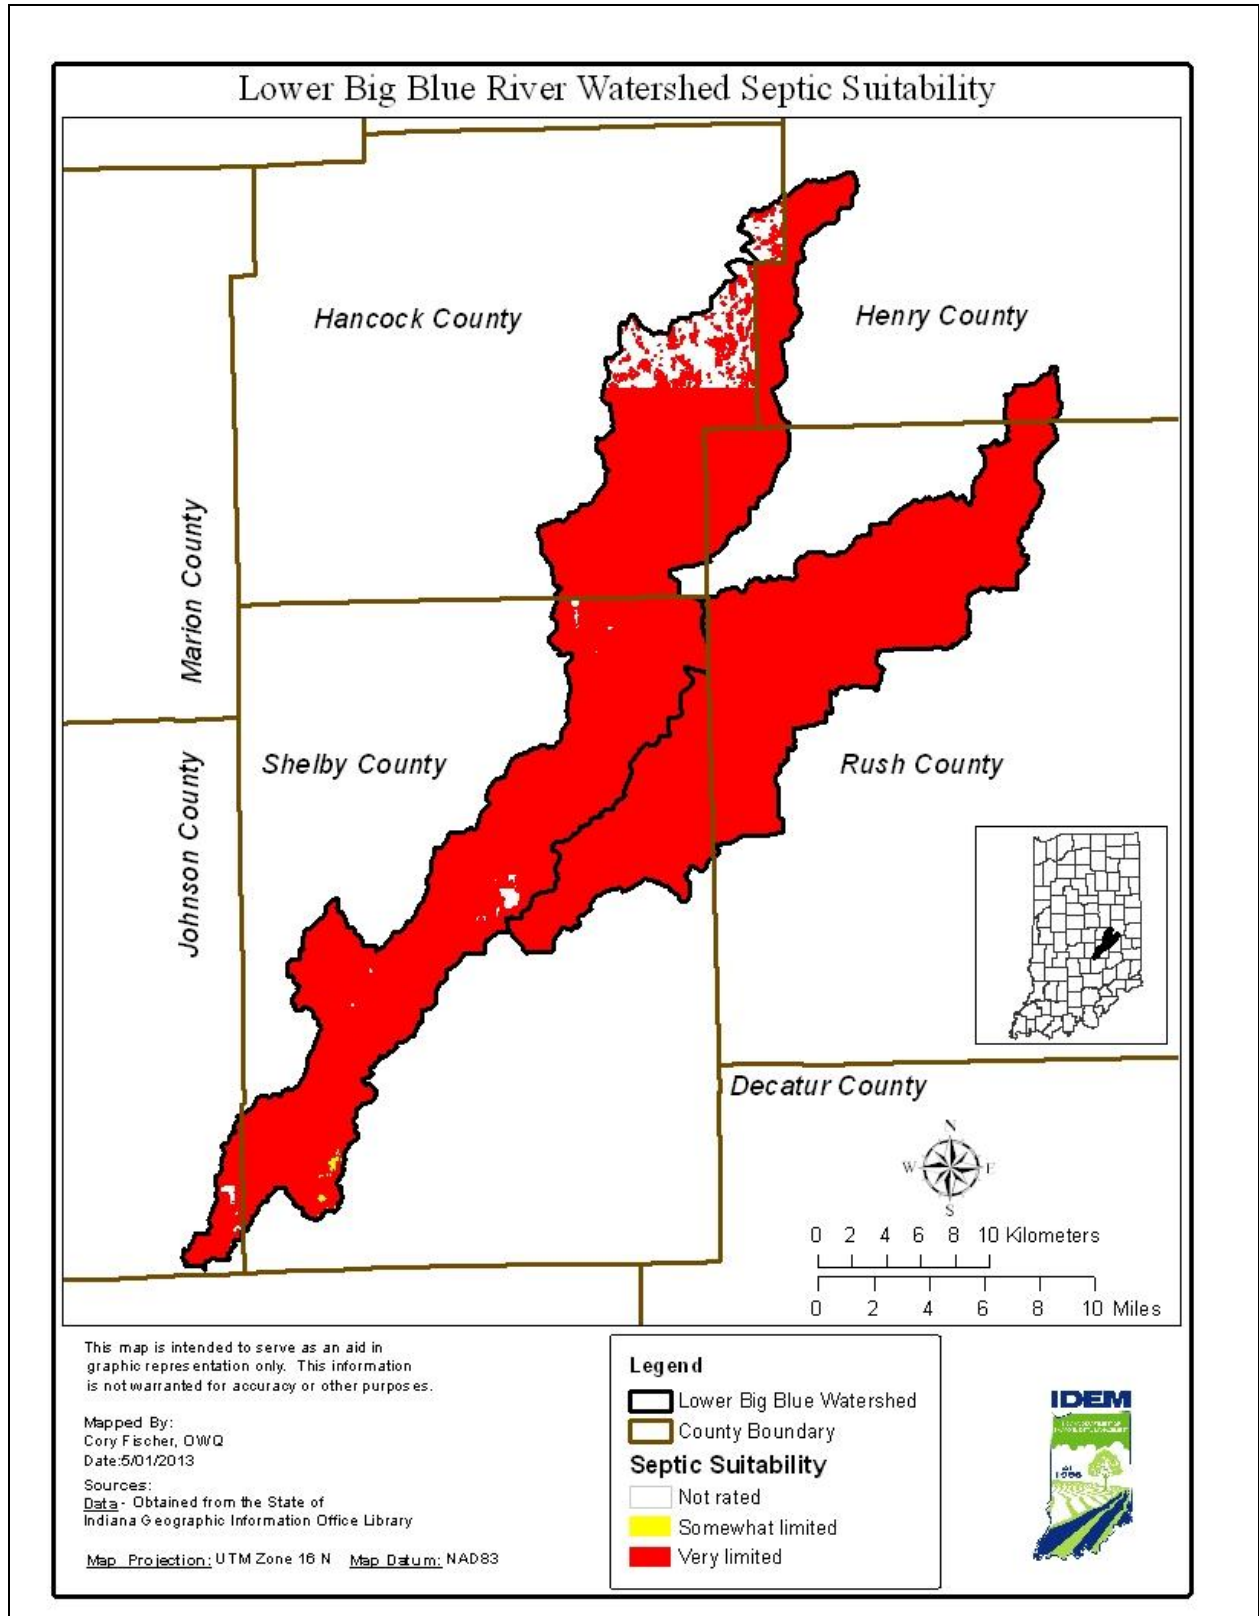 Lower Big Blue River Watershed Septic Suitability
Hancock County
Henry County
Marion County
Shelby County
Rush County
Johnson County
Decatur County
N
W E
S
0 2 4 6 8 10 Kilometers
0 2 4 6 8 10 Miles
This map is intended to serve as an aid in
graphic representation only. This information
is not warranted for accuracy or other purposes.
Mapped By:
Cory Fischer, OWQ
Date:5/01/2013
Sources:
Data - Obtained from the State of
Indiana Geographic Information Office Library
Map Projection: UTM Zone 16 N Map Datum: NAD83
Legend
Lower Big Blue Watershed
County Boundary
Septic Suitability
Not rated
Somewhat limited
Very limited
IDEM